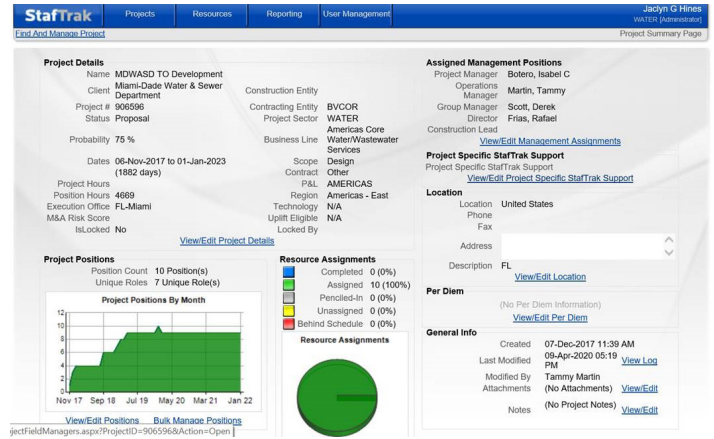 StafTrak
Projects Resources Reporting User Management
Jaclyn G Hines
WATER [Administrator]
Find And Manage Project
Project Summary Page
Project Details
Name MDWASD TO Development
Client Miami-Dade Water & Sewer Department
Project # 906596
Status Proposal
Probability 75 %
Dates 06-Nov-2017 to 01-Jan-2023
(1882 days)
Project Hours
Position Hours 4669
Execution Office FL-Miami
M&A Risk Score
IsLocked No
Construction Entity
Contracting Entity BVCOR
Project Sector WATER
Business Line Americas Core
Water/Wastewater
Services
Scope Design
Contract Other
P&L AMERICAS
Region Americas - East
Technology N/A
Uplift Eligible N/A
Locked By
View/Edit Project Details
Project Positions
Position Count 10 Position(s)
Unique Roles 7 Unique Role(s)
Project Positions By Month
12
10
8
6
4
2
0
Nov 17 Sep 18 Jul 19 May 20 Mar 21 Jan 22
View/Edit Positions Bulk Manage Positions
Resource Assignments
Completed 0 (0%)
Assigned 10 (100%)
Penciled-In 0 (0%)
Unassigned 0 (0%)
Behind Schedule 0 (0%)
Resource Assignments
Assigned Management Positions
Project Manager Botero, Isabel C
Operations Manager Martin, Tammy
Group Manager Scott, Derek
Director Frias, Rafael
Construction Lead
View/Edit Management Assignments
Project Specific StafTrak Support
Project Specific StafTrak Support
View/Edit Project Specific StafTrak Support
Location
Location United States
Phone
Fax
Address
Description FL
View/Edit Location
Per Diem
(No Per Diem Information)
View/Edit Per Diem
General Info
Created 07-Dec-2017 11:39 AM
Last Modified 09-Apr-2020 05:19 PM View Log
Modified By Tammy Martin
Attachments (No Attachments) View/Edit
Notes (No Project Notes) View/Edit
ojectFieldManagers.aspx?ProjectID=906596&Action=Open